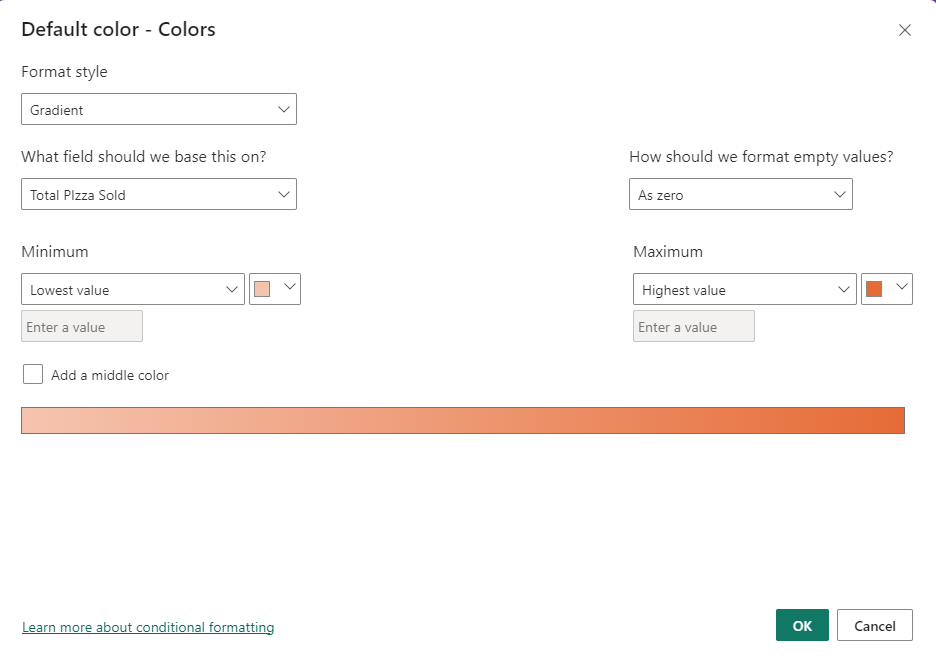 Default color - Colors
Format style
Gradient
What field should we base this on?
How should we format empty values?
Total PIzza Sold
As zero
Minimum
Maximum
Lowest value
Highest value
Enter a value
Enter a value
Add a middle color
Learn more about conditional formatting
OK
Cancel